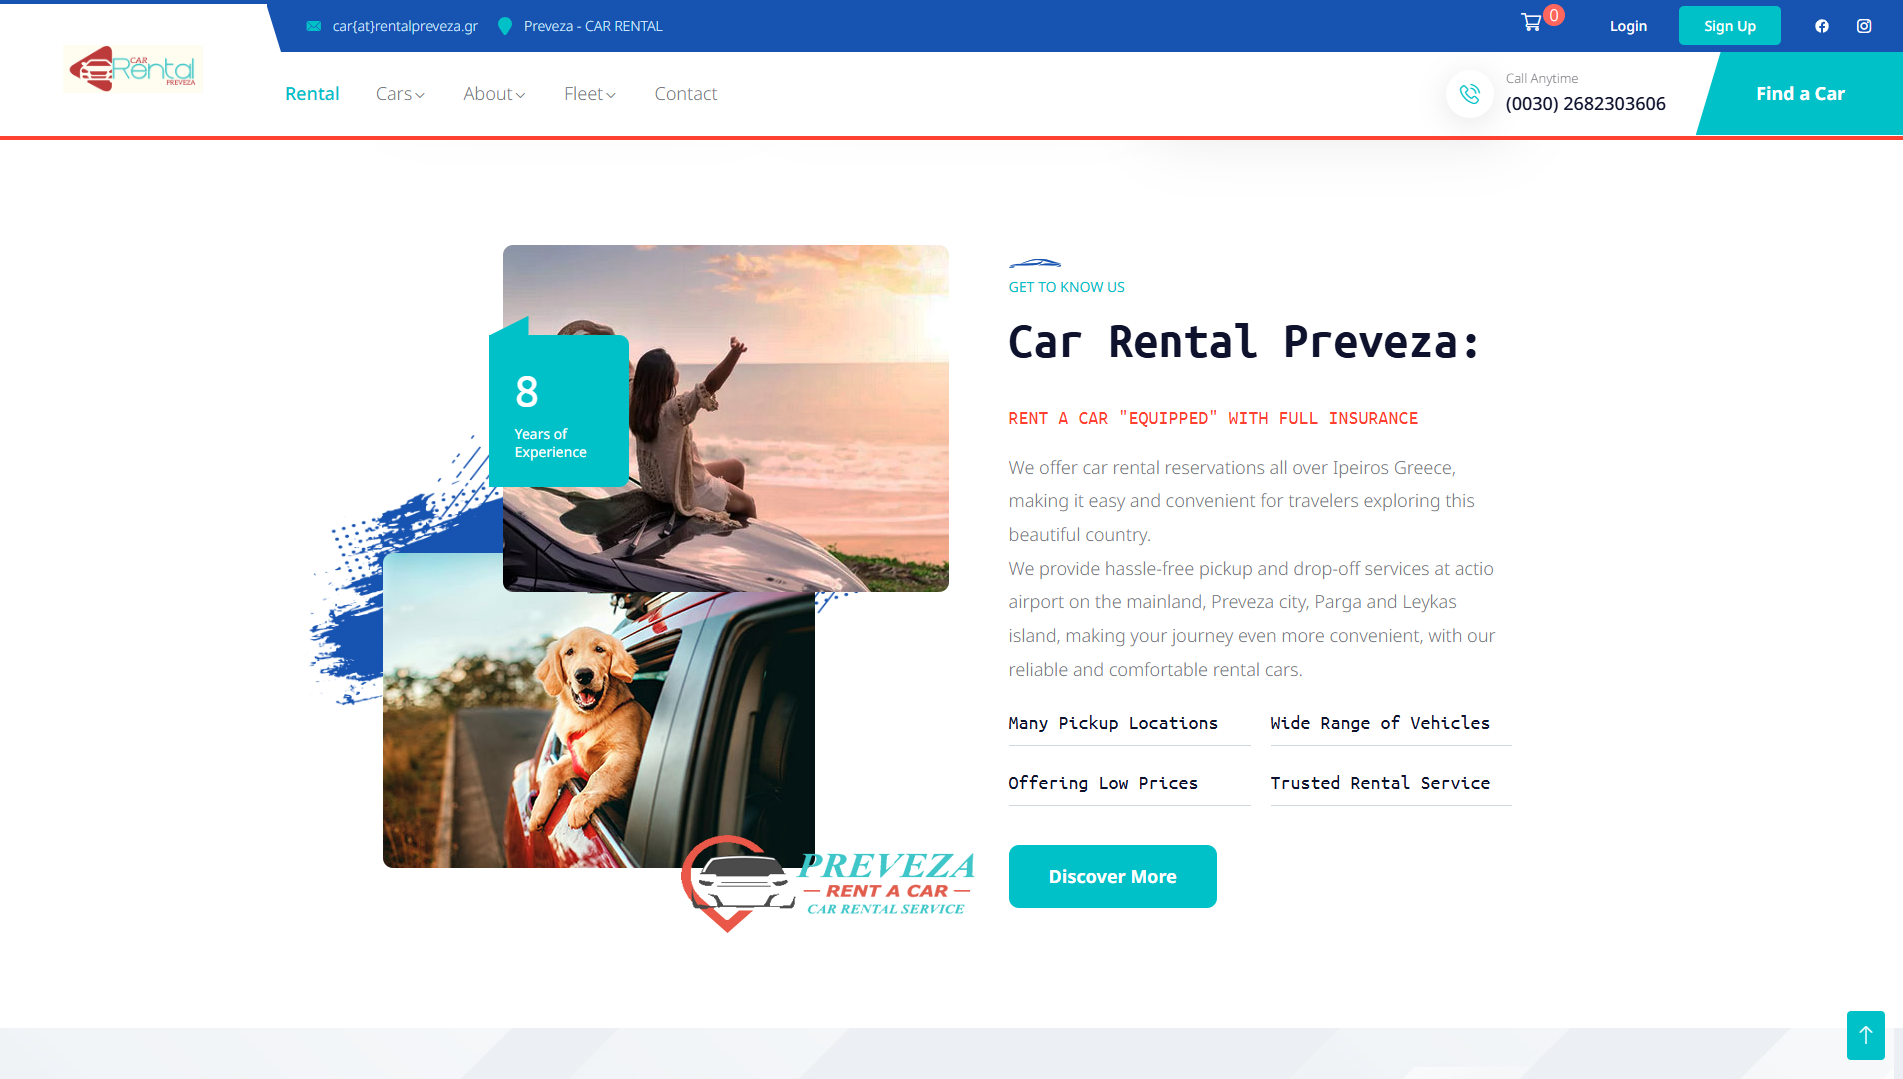 car{at}rentalpreveza.gr
Preveza - CAR RENTAL
0
Login
Sign Up
CAR
Rental
PREVEZA
Rental
Cars
About
Fleet
Contact
Call Anytime
(0030) 2682303606
Find a Car
8
Years of
Experience
GET TO KNOW US
Car Rental Preveza:
RENT A CAR "EQUIPPED" WITH FULL INSURANCE
We offer car rental reservations all over Ipeiros Greece,
making it easy and convenient for travelers exploring this
beautiful country.
We provide hassle-free pickup and drop-off services at actio
airport on the mainland, Preveza city, Parga and Leykas
island, making your journey even more convenient, with our
reliable and comfortable rental cars.
Many Pickup Locations
Wide Range of Vehicles
Offering Low Prices
Trusted Rental Service
PREVEZA
RENT A CAR
CAR RENTAL SERVICE
Discover More